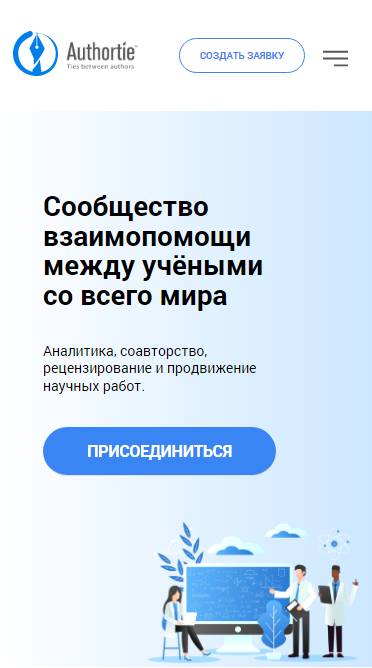 Authortie™
Ties between authors
СОЗДАТЬ ЗАЯВКУ
Сообщество
взаимопомощи
между учёными
со всего мира
Аналитика, соавторство,
рецензирование и продвижение
научных работ.
ПРИСОЕДИНИТЬСЯ